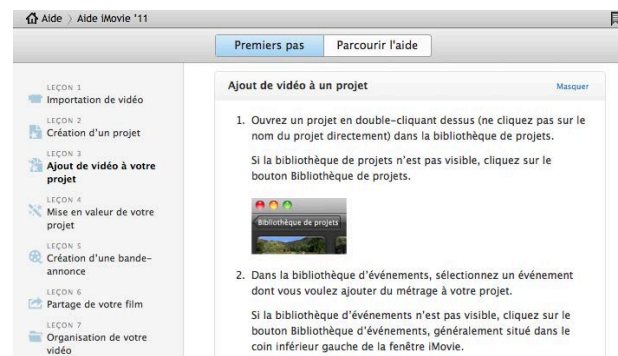 Aide › Aide iMovie '11
Premiers pas
Parcourir l'aide
LEÇON 1
Importation de vidéo
LEÇON 2
Création d'un projet
LEÇON 3
Ajout de vidéo à votre
projet
LEÇON 4
Mise en valeur de votre
projet
LEÇON 5
Création d'une bande-
annonce
LEÇON 6
Partage de votre film
LEÇON 7
Organisation de votre
vidéo
Ajout de vidéo à un projet
Masquer
1. Ouvrez un projet en double-cliquant dessus (ne cliquez pas sur le
nom du projet directement) dans la bibliothèque de projets.
Si la bibliothèque de projets n'est pas visible, cliquez sur le
bouton Bibliothèque de projets.
Bibliothèque de projets
2. Dans la bibliothèque d'événements, sélectionnez un événement
dont vous voulez ajouter du métrage à votre projet.
Si la bibliothèque d'événements n'est pas visible, cliquez sur le
bouton Bibliothèque d'événements, généralement situé dans le
coin inférieur gauche de la fenêtre iMovie.